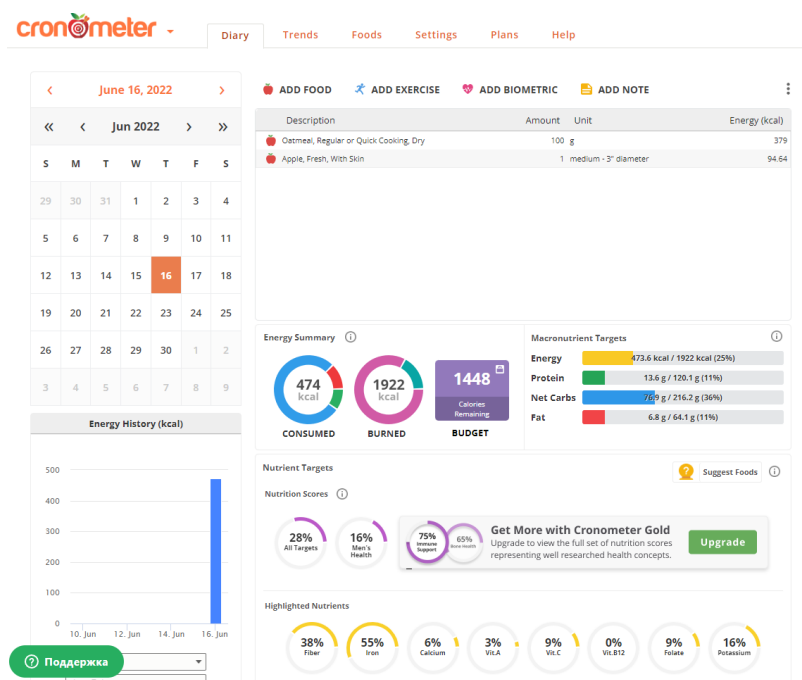 cronometer
Diary Trends Foods Settings Plans Help
June 16, 2022
Jun 2022
S M T W T F S
29 30 31 1 2 3 4
5 6 7 8 9 10 11
12 13 14 15 16 17 18
19 20 21 22 23 24 25
26 27 28 29 30 1 2
3 4 5 6 7 8 9
Energy History (kcal)
500
400
300
200
100
0
10. Jun 12. Jun 14. Jun 16. Jun
Поддержка
ADD FOOD ADD EXERCISE ADD BIOMETRIC ADD NOTE
Description Amount Unit Energy (kcal)
Oatmeal, Regular or Quick Cooking, Dry 100 g 379
Apple, Fresh, With Skin 1 medium - 3" diameter 94.64
Energy Summary
474
kcal
CONSUMED
1922
kcal
BURNED
1448
Calories
Remaining
BUDGET
Macronutrient Targets
Energy 473.6 kcal / 1922 kcal (25%)
Protein 13.6 g / 120.1 g (11%)
Net Carbs 76.9 g / 216.2 g (36%)
Fat 6.8 g / 64.1 g (11%)
Nutrient Targets
Suggest Foods
Nutrition Scores
28%
All Targets
16%
Men's
Health
75%
Immune
Support
65%
Bone Health
Get More with Cronometer Gold
Upgrade to view the full set of nutrition scores
representing well researched health concepts.
Upgrade
Highlighted Nutrients
38% 55% 6% 3% 9% 0% 9% 16%
Fiber Iron Calcium Vit.A Vit.C Vit.B12 Folate Potassium